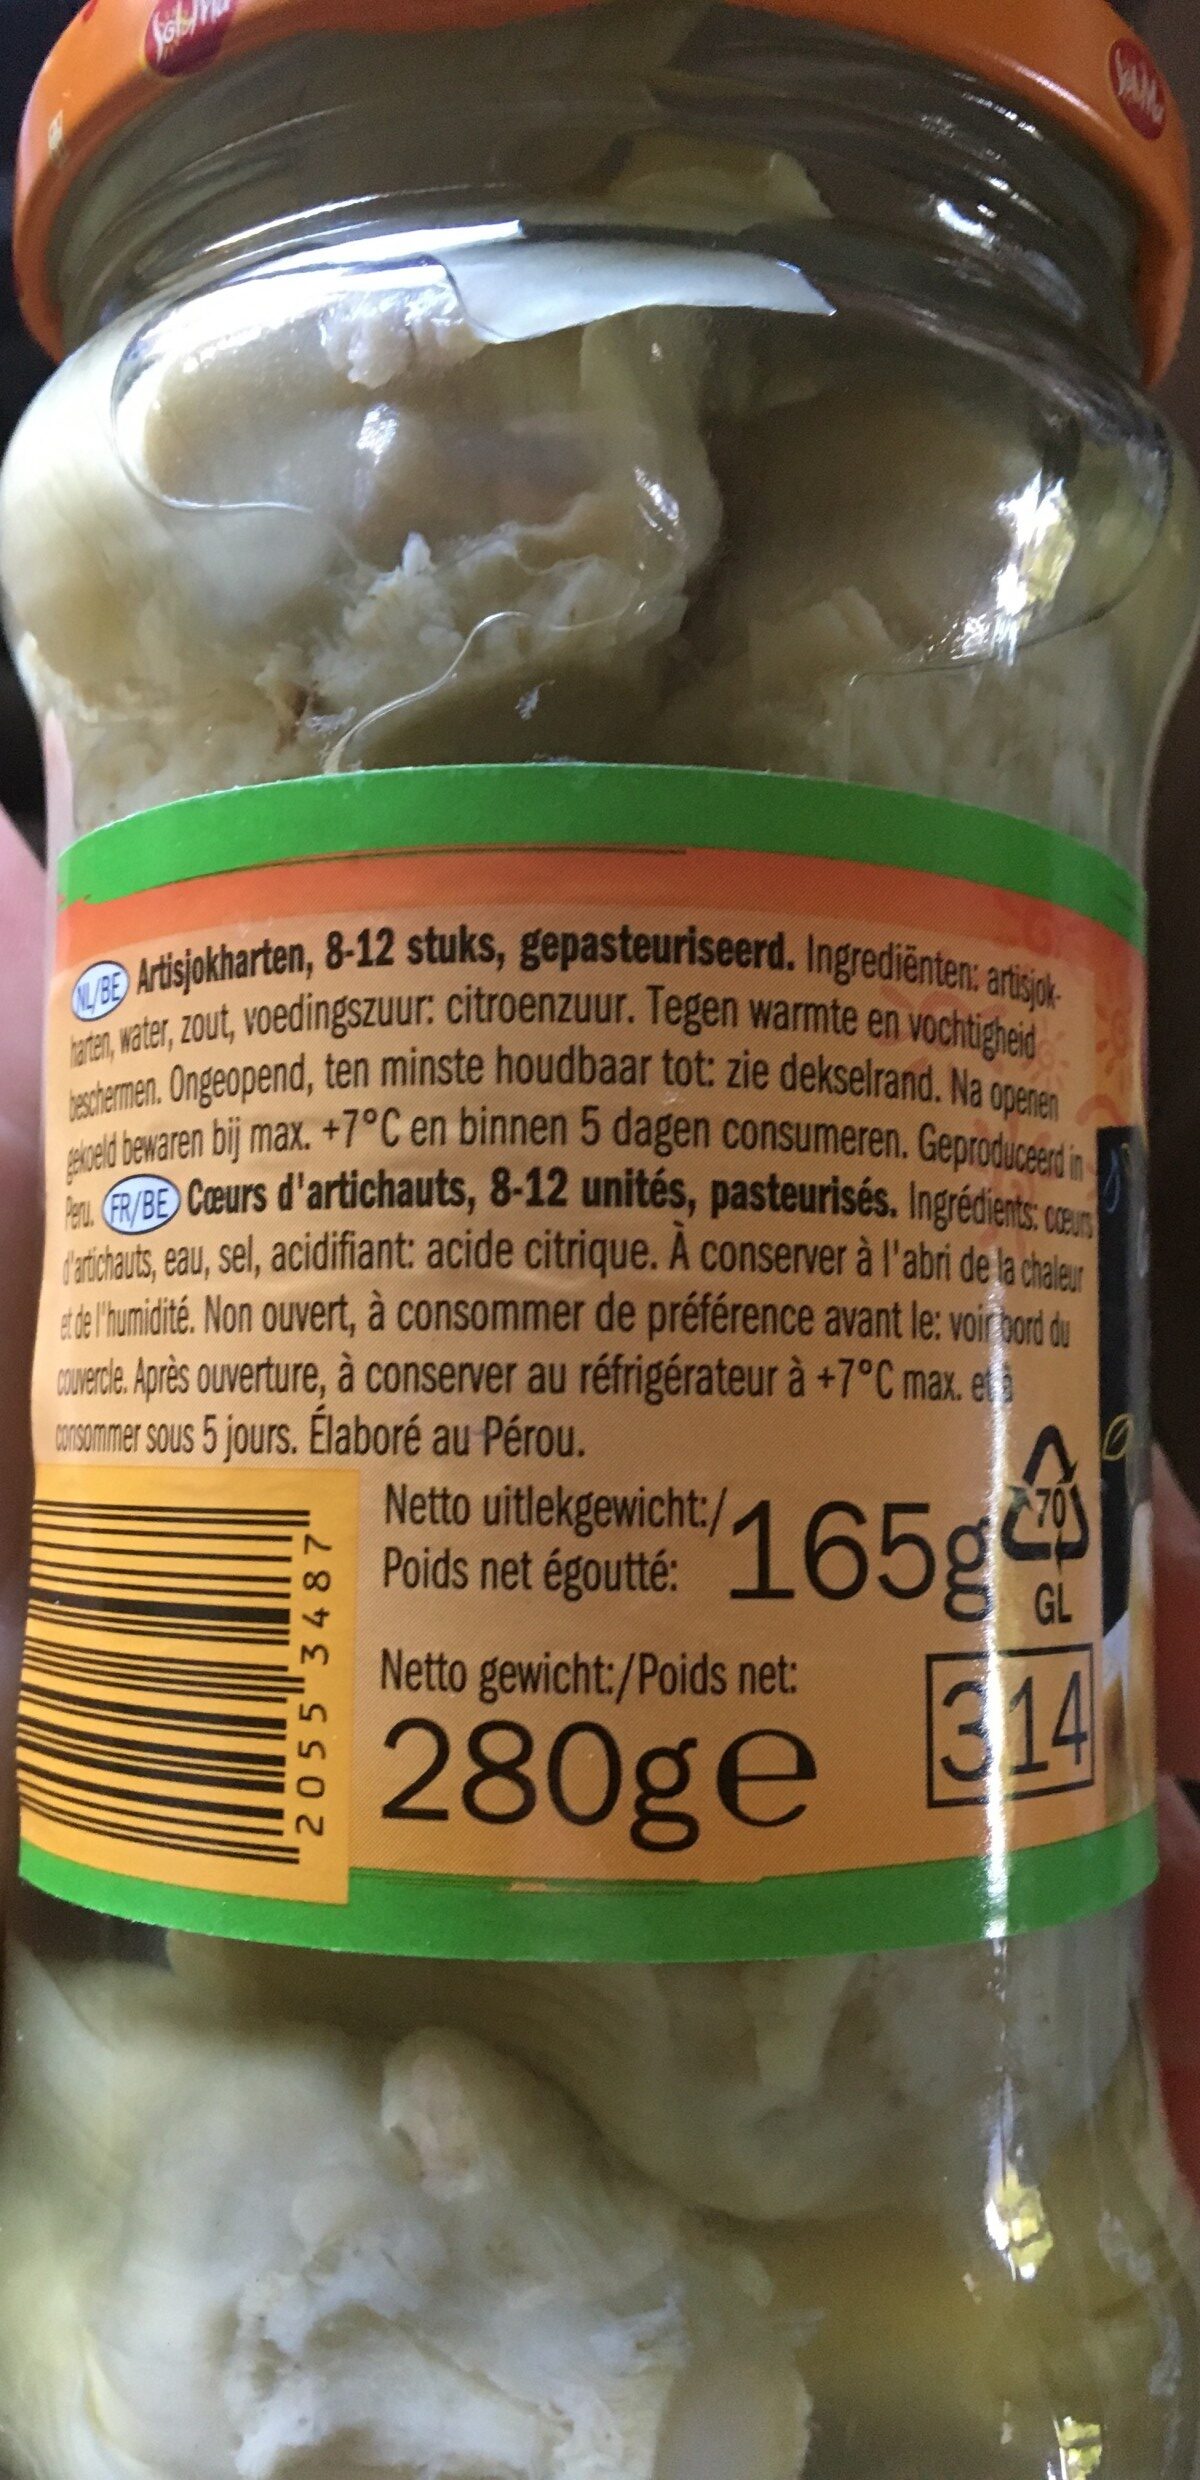 Sol&Mar
Sol&Mar
NL/BE Artisjokharten, 8-12 stuks, gepasteuriseerd. Ingrediënten: artisjok-
harten, water, zout, voedingszuur: citroenzuur. Tegen warmte en vochtigheid
beschermen. Ongeopend, ten minste houdbaar tot: zie dekselrand. Na openen
gekoeld bewaren bij max. +7°C en binnen 5 dagen consumeren. Geproduceerd in
Peru. FR/BE Cœurs d'artichauts, 8-12 unités, pasteurisés. Ingrédients: cœurs
d'artichauts, eau, sel, acidifiant: acide citrique. À conserver à l'abri de la chaleur
et de l'humidité. Non ouvert, à consommer de préférence avant le: voir bord du
couvercle. Après ouverture, à conserver au réfrigérateur à +7°C max. et à
consommer sous 5 jours. Élaboré au Pérou.
Netto uitlekgewicht:/
Poids net égoutté: 165g
70
GL
Netto gewicht:/Poids net:
280g e
314
20553487